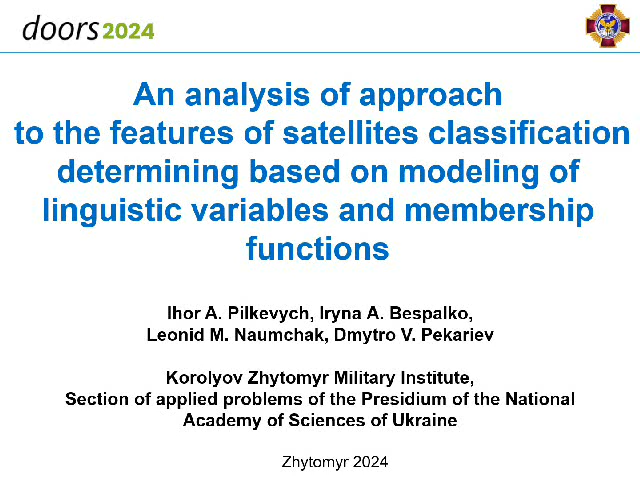 doors 2024
An analysis of approach
to the features of satellites classification
determining based on modeling of
linguistic variables and membership
functions
Ihor A. Pilkevych, Iryna A. Bespalko,
Leonid M. Naumchak, Dmytro V. Pekariev
Korolyov Zhytomyr Military Institute,
Section of applied problems of the Presidium of the National
Academy of Sciences of Ukraine
Zhytomyr 2024